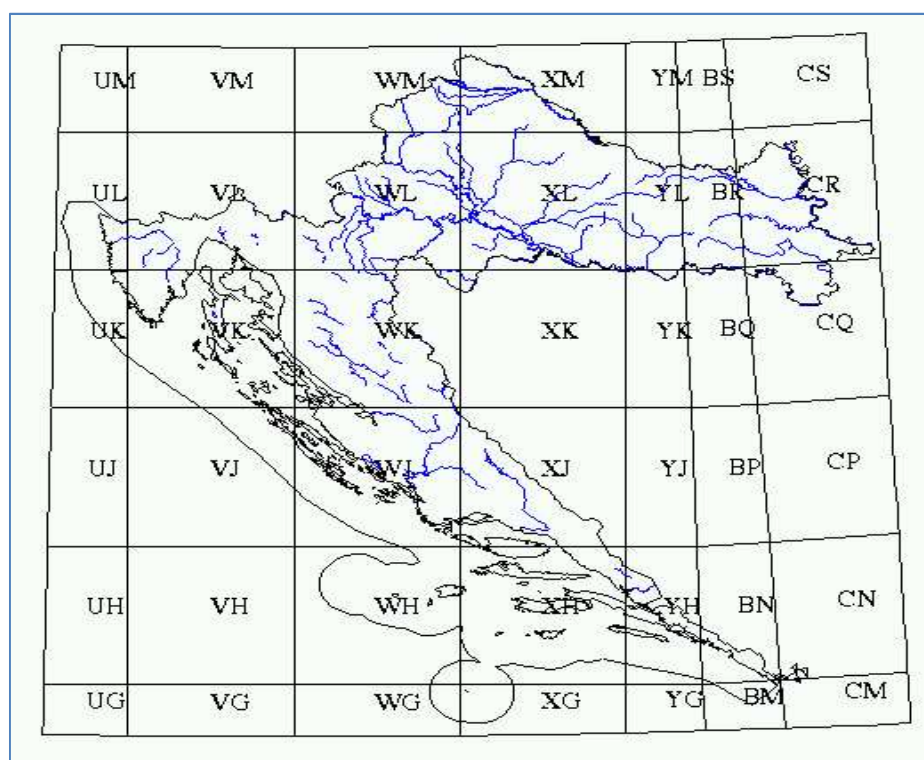 UM VM WM XM YM BS CS
UL VL WL XL YL BR CR
UK VK WK XK YK BQ CQ
UJ VJ WJ XJ YJ BP CP
UH VH WH XH YH BN CN
UG VG WG XG YG BM CM